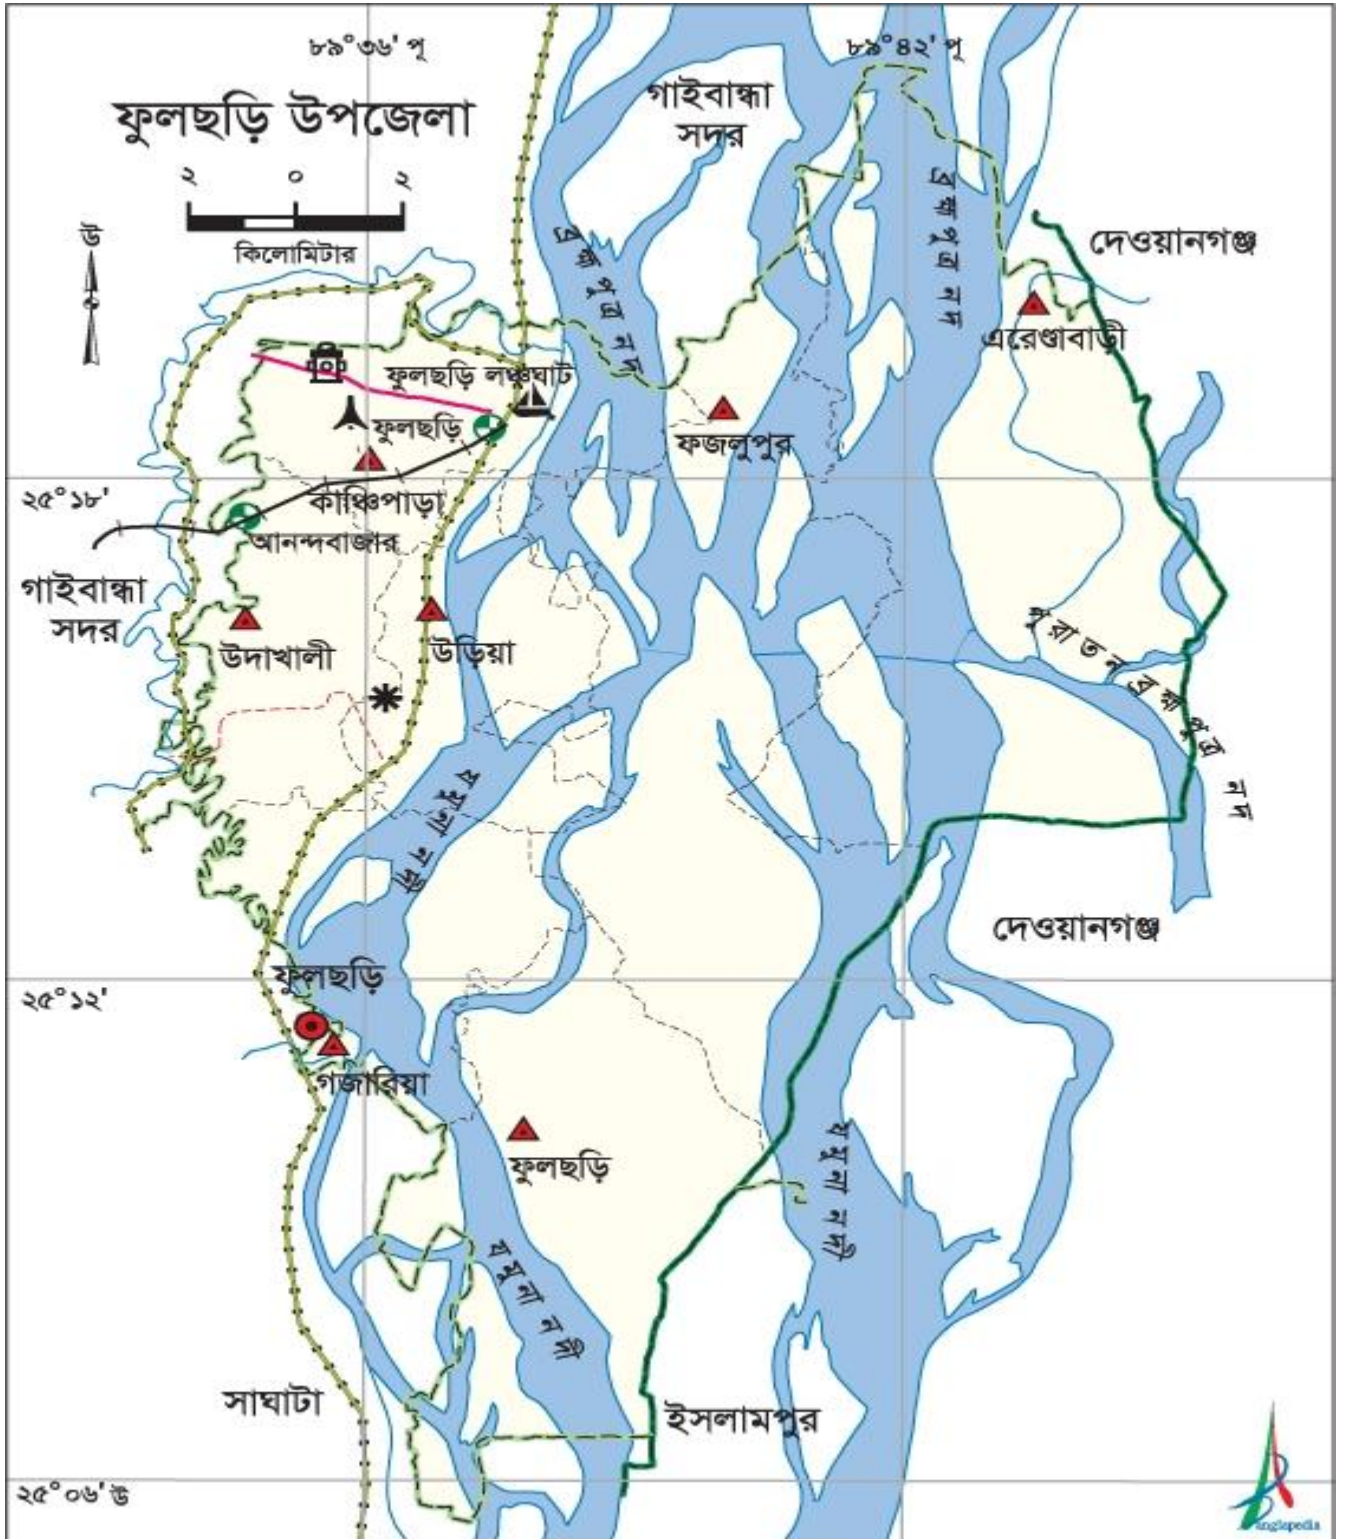 ৮৯°৩৬' পূ
৮৯°৪২' পূ
ফুলছড়ি উপজেলা
গাইবান্ধা
সদর
২ ০ ২
কিলোমিটার
উ
ব্রহ্মপুত্র নদ
ব্রহ্মপুত্র নদ
দেওয়ানগঞ্জ
এরেণ্ডাবাড়ী
ফুলছড়ি লঞ্চঘাট
ফুলছড়ি
ফজলুপুর
২৫°১৮'
কাঞ্চিপাড়া
আনন্দবাজার
গাইবান্ধা
সদর
উদাখালী
উড়িয়া
পুরাতন ব্রহ্মপুত্র নদ
যমুনা নদী
দেওয়ানগঞ্জ
ফুলছড়ি
২৫°১২'
গজারিয়া
ফুলছড়ি
যমুনা নদী
যমুনা নদী
সাঘাটা
ইসলামপুর
২৫°০৬' উ
Banglapedia